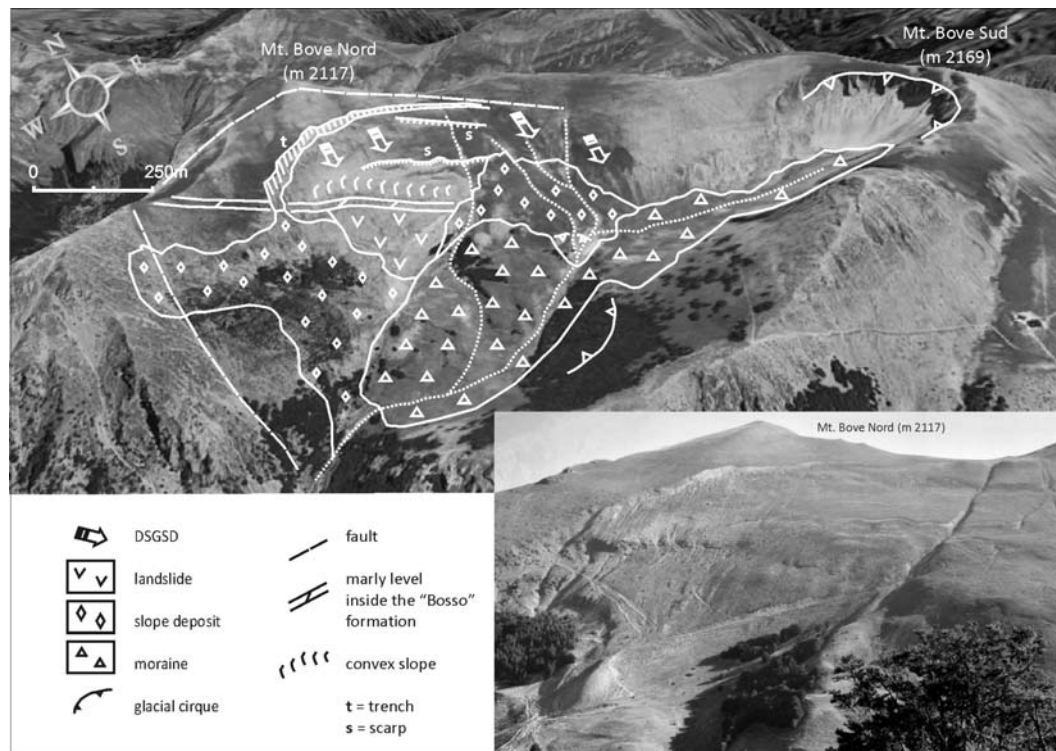 Mt. Bove Nord
(m 2117)
Mt. Bove Sud
(m 2169)
N
E
W
S
0m
250m
t
s
s
Mt. Bove Nord (m 2117)
DSGSD
landslide
slope deposit
moraine
glacial cirque
fault
marly level
inside the "Bosso"
formation
convex slope
t = trench
s = scarp